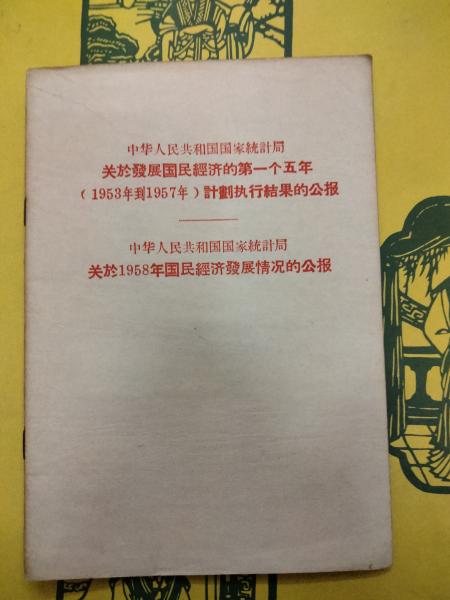 中华人民共和国国家統計局
关於發展国民經济的第一个五年
（1953年到1957年）計劃执行結果的公报
中华人民共和国国家統計局
关於1958年国民經济發展情况的公报